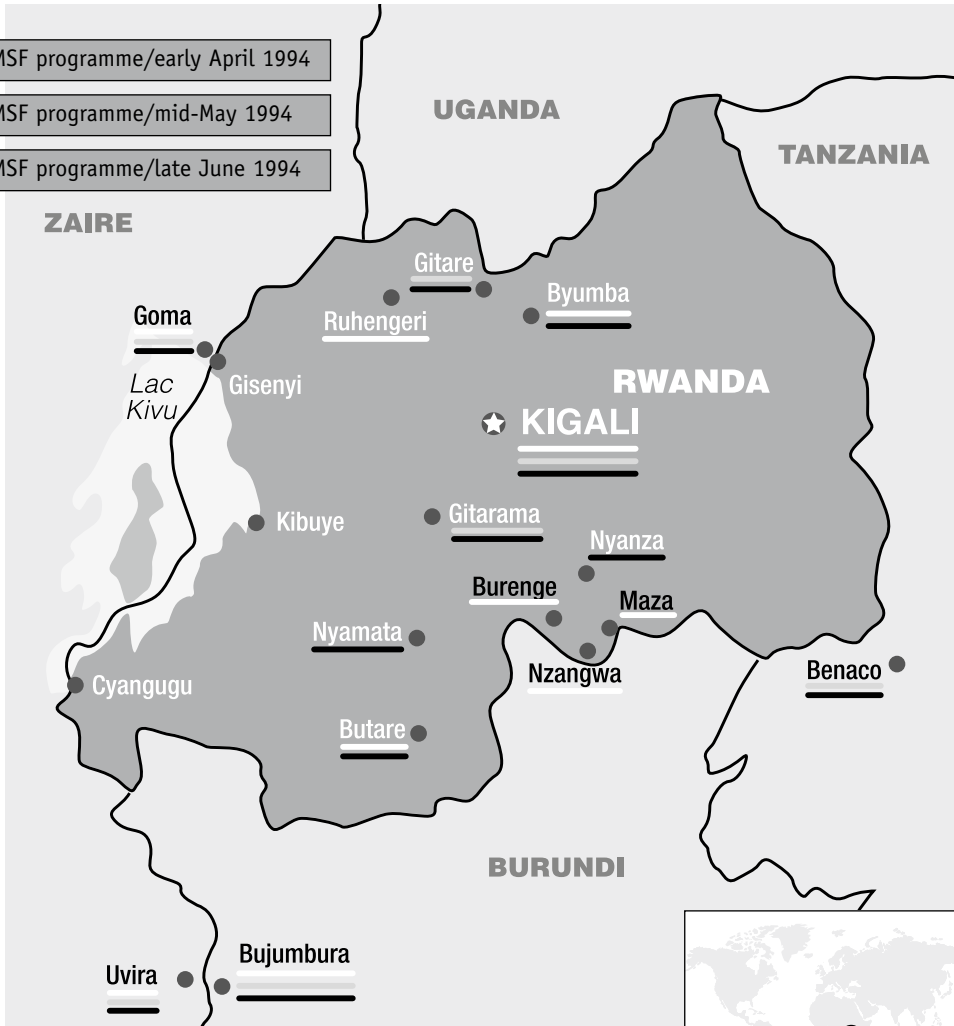 MSF programme/early April 1994
MSF programme/mid-May 1994
MSF programme/late June 1994
UGANDA
TANZANIA
ZAIRE
Gitare
Byumba
Ruhengeri
Goma
Gisenyi
Lac
Kivu
RWANDA
KIGALI
Gitarama
Kibuye
Nyanza
Burenge
Maza
Nyamata
Nzangwa
Benaco
Cyangugu
Butare
BURUNDI
Bujumbura
Uvira